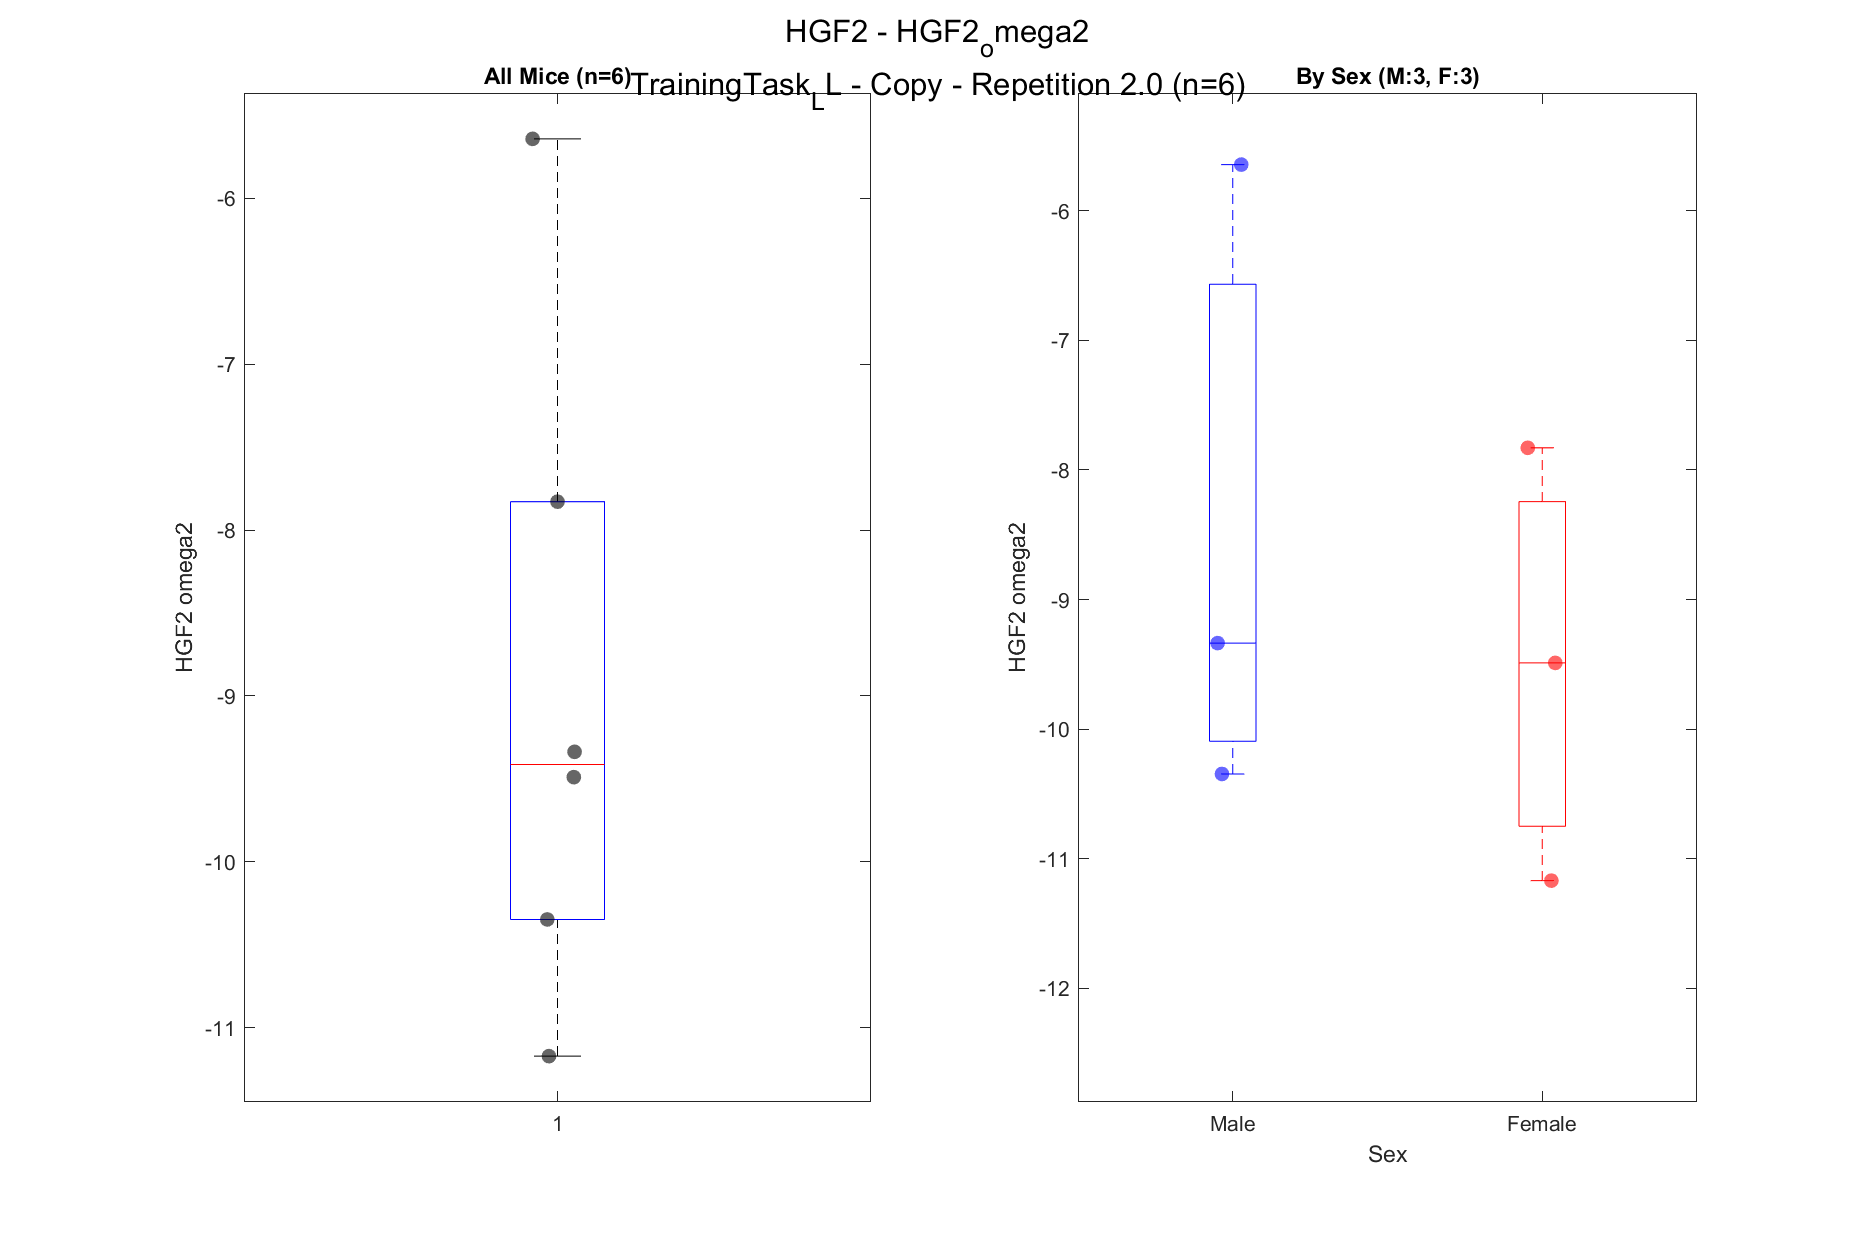 HGF2 - HGF2omega2
TrainingTaskLL - Copy - Repetition 2.0 (n=6)
All Mice (n=6)
HGF2 omega2
-6
-7
-8
-9
-10
-11
1
By Sex (M:3, F:3)
HGF2 omega2
-6
-7
-8
-9
-10
-11
-12
Male Female
Sex